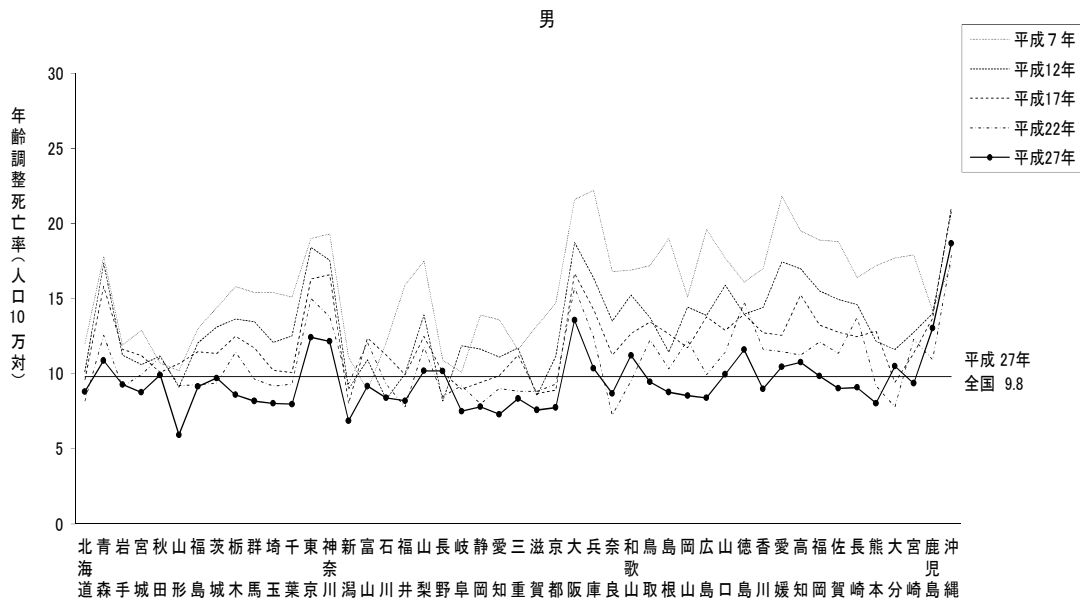 男
平成７年
平成12年
平成17年
平成22年
平成27年
年齢調整死亡率（人口10万対）
30
25
20
15
10
5
0
平成 27年
全国 9.8
北海道
青森
岩手
宮城
秋田
山形
福島
茨城
栃木
群馬
埼玉
千葉
東京
神奈川
新潟
富山
石川
福井
山梨
長野
岐阜
静岡
愛知
三重
滋賀
京都
大阪
兵庫
奈良
和歌山
鳥取
島根
岡山
広島
山口
徳島
香川
愛媛
高知
福岡
佐賀
長崎
熊本
大分
宮崎
鹿児島
沖縄